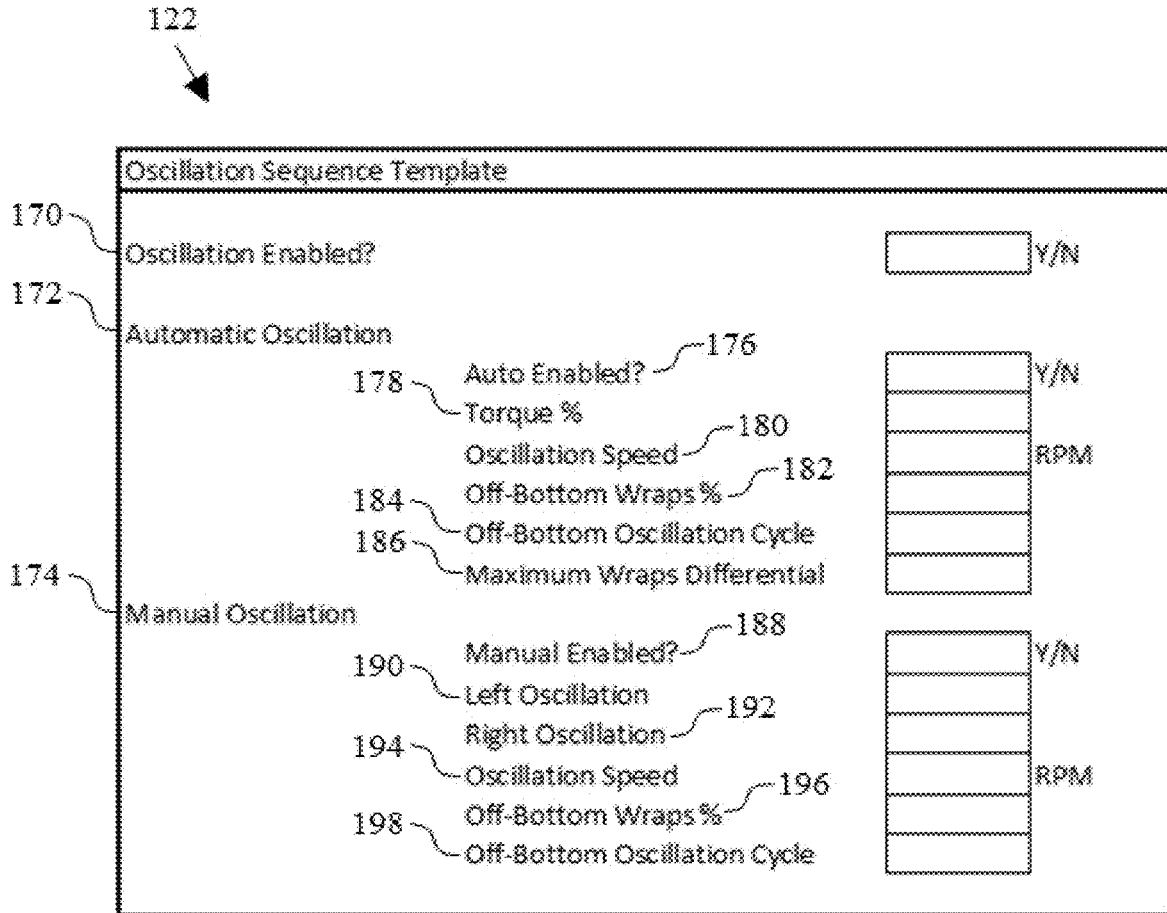 122
Oscillation Sequence Template
170
Oscillation Enabled? Y/N
172
Automatic Oscillation
176
Auto Enabled? Y/N
178
Torque %
180
Oscillation Speed RPM
182
Off-Bottom Wraps %
184
Off-Bottom Oscillation Cycle
186
Maximum Wraps Differential
174
Manual Oscillation
188
Manual Enabled? Y/N
190
Left Oscillation
192
Right Oscillation
194
Oscillation Speed RPM
196
Off-Bottom Wraps %
198
Off-Bottom Oscillation Cycle